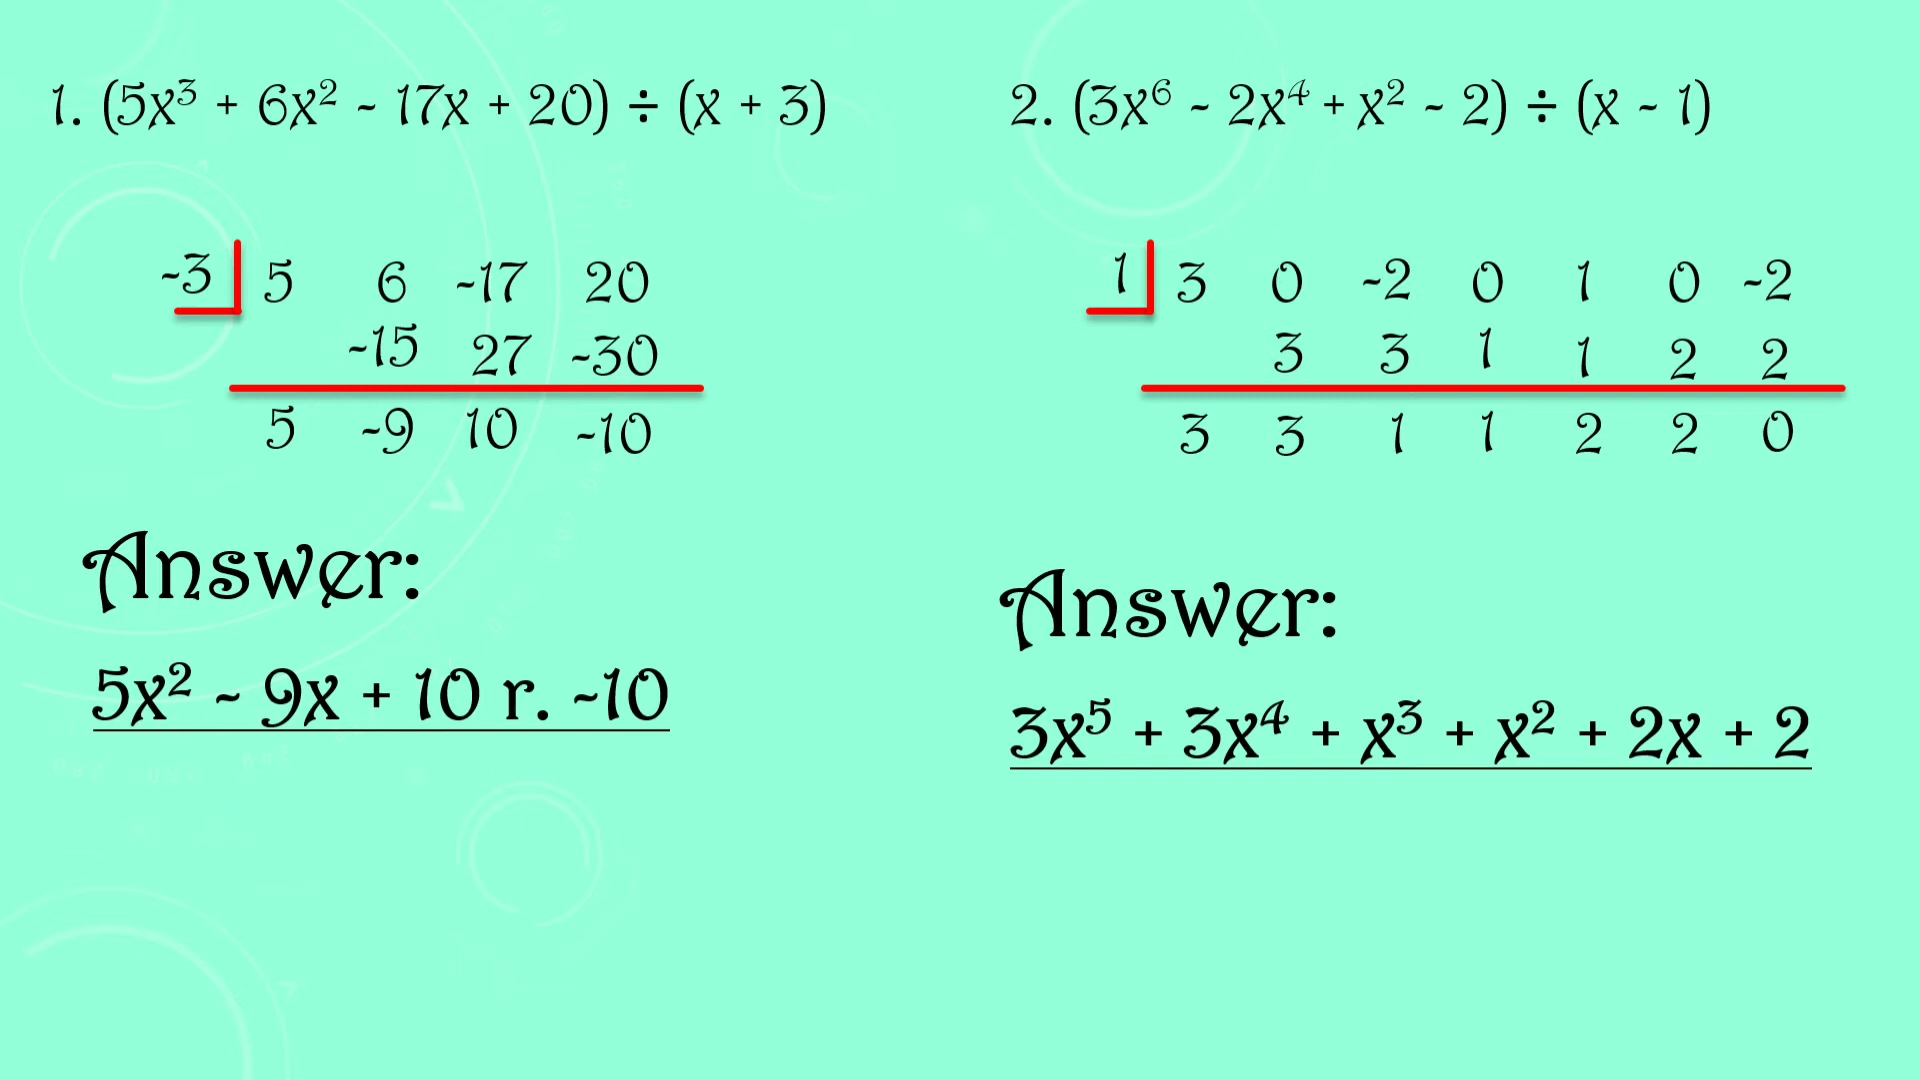 1. (5x³ + 6x² - 17x + 20) ÷ (x + 3)
-3 5 6 -17 20
-15 27 -30
5 -9 10 -10
Answer:
5x² - 9x + 10 r. -10
2. (3x⁶ - 2x⁴ + x² - 2) ÷ (x - 1)
1 3 0 -2 0 1 0 -2
3 3 1 1 2 2
3 3 1 1 2 2 0
Answer:
3x⁵ + 3x⁴ + x³ + x² + 2x + 2